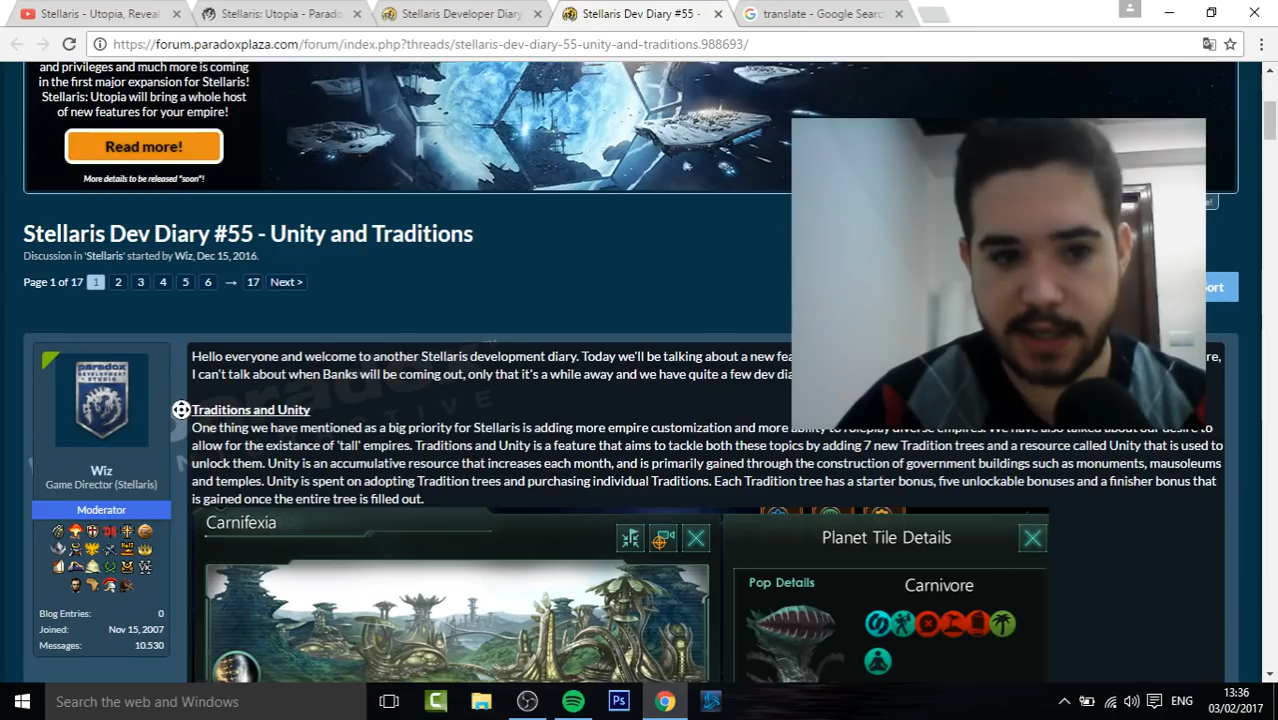 Stellaris - Utopia, Reveal
Stellaris: Utopia - Parado
Stellaris Developer Diary
Stellaris Dev Diary #55 -
translate - Google Search
https://forum.paradoxplaza.com/forum/index.php?threads/stellaris-dev-diary-55-unity-and-traditions.988693/
and privileges and much more is coming
in the first major expansion for Stellaris!
Stellaris: Utopia will bring a whole host
of new features for your empire!
Read more!
More details to be released *soon*!
Stellaris Dev Diary #55 - Unity and Traditions
Discussion in 'Stellaris' started by Wiz, Dec 15, 2016.
Page 1 of 17 1 2 3 4 5 6 → 17 Next >
Sort
Hello everyone and welcome to another Stellaris development diary. Today we'll be talking about a new fea
I can't talk about when Banks will be coming out, only that it's a while away and we have quite a few dev dia
Traditions and Unity
One thing we have mentioned as a big priority for Stellaris is adding more empire customization and more ability to roleplay diverse empires. We have also talked about our desire to
allow for the existence of 'tall' empires. Traditions and Unity is a feature that aims to tackle both these topics by adding 7 new Tradition trees and a resource called Unity that is used to
unlock them. Unity is an accumulative resource that increases each month, and is primarily gained through the construction of government buildings such as monuments, mausoleums
and temples. Unity is spent on adopting Tradition trees and purchasing individual Traditions. Each Tradition tree has a starter bonus, five unlockable bonuses and a finisher bonus that
is gained once the entire tree is filled out.
paradox
DEVELOPMENT
STUDIO
Wiz
Game Director (Stellaris)
Moderator
Blog Entries: 0
Joined: Nov 15, 2007
Messages: 10.530
Carnifexia
Planet Tile Details
Pop Details
Carnivore
Search the web and Windows
ENG
13:36
03/02/2017